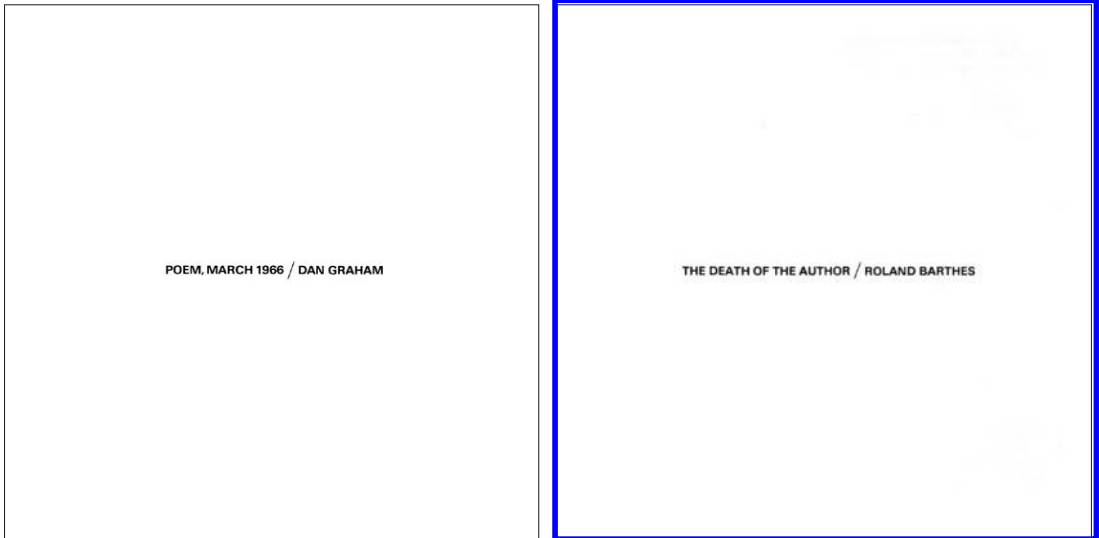 POEM, MARCH 1966 / DAN GRAHAM
THE DEATH OF THE AUTHOR / ROLAND BARTHES